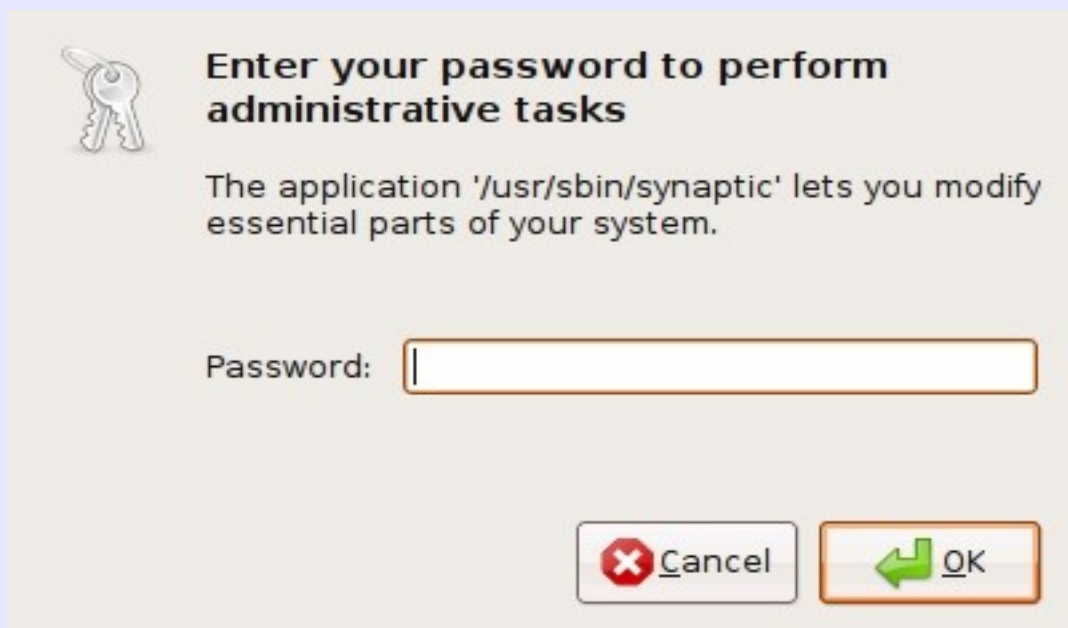 Enter your password to perform
administrative tasks
The application '/usr/sbin/synaptic' lets you modify
essential parts of your system.
Password:
Cancel
OK